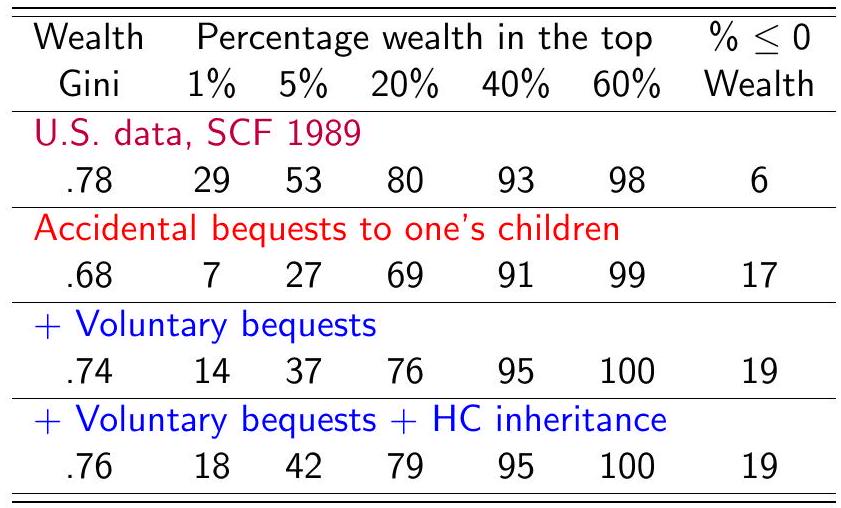 Wealth Percentage wealth in the top % ≤ 0
Gini 1% 5% 20% 40% 60% Wealth
U.S. data, SCF 1989
.78 29 53 80 93 98 6
Accidental bequests to one's children
.68 7 27 69 91 99 17
+ Voluntary bequests
.74 14 37 76 95 100 19
+ Voluntary bequests + HC inheritance
.76 18 42 79 95 100 19